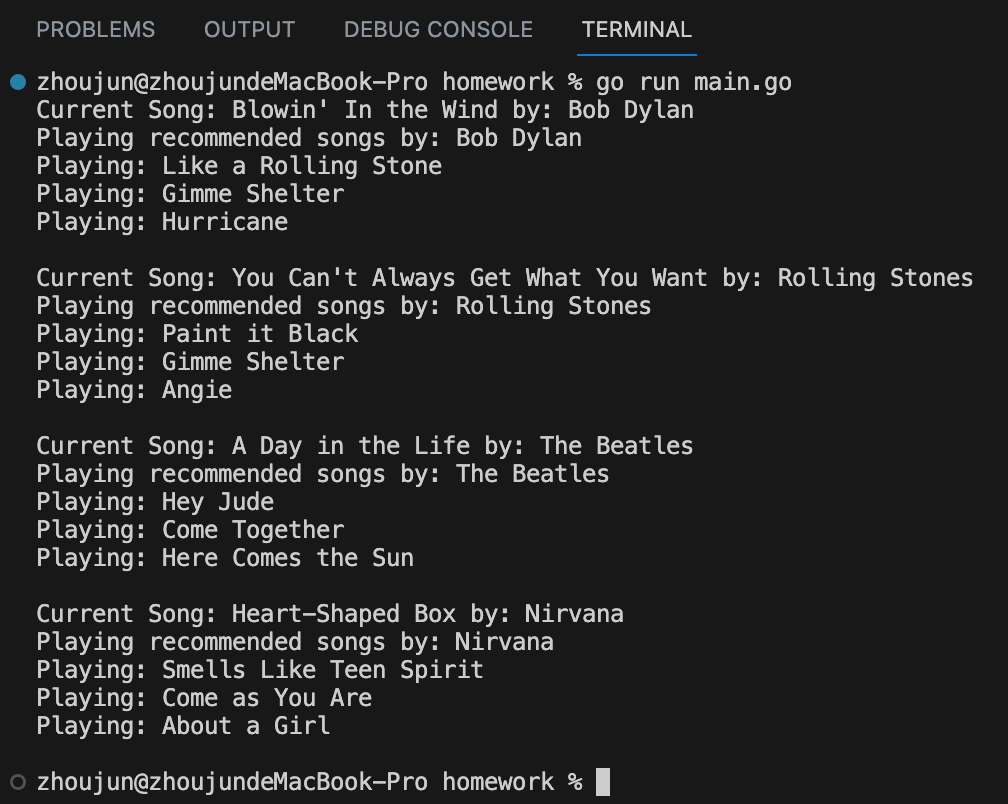 PROBLEMS OUTPUT DEBUG CONSOLE TERMINAL
zhoujun@zhoujundeMacBook-Pro homework % go run main.go
Current Song: Blowin' In the Wind by: Bob Dylan
Playing recommended songs by: Bob Dylan
Playing: Like a Rolling Stone
Playing: Gimme Shelter
Playing: Hurricane
Current Song: You Can't Always Get What You Want by: Rolling Stones
Playing recommended songs by: Rolling Stones
Playing: Paint it Black
Playing: Gimme Shelter
Playing: Angie
Current Song: A Day in the Life by: The Beatles
Playing recommended songs by: The Beatles
Playing: Hey Jude
Playing: Come Together
Playing: Here Comes the Sun
Current Song: Heart-Shaped Box by: Nirvana
Playing recommended songs by: Nirvana
Playing: Smells Like Teen Spirit
Playing: Come as You Are
Playing: About a Girl
zhoujun@zhoujundeMacBook-Pro homework %